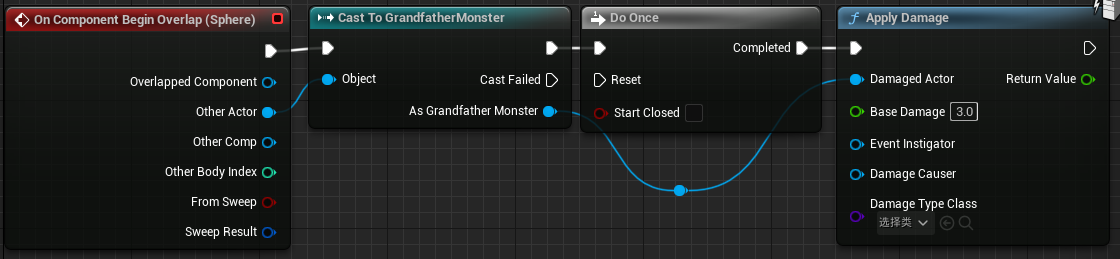 On Component Begin Overlap (Sphere)
Overlapped Component
Other Actor
Other Comp
Other Body Index
From Sweep
Sweep Result
Cast To GrandfatherMonster
Object
Cast Failed
As Grandfather Monster
Do Once
Completed
Reset
Start Closed
Apply Damage
Damaged Actor
Return Value
Base Damage 3.0
Event Instigator
Damage Causer
Damage Type Class
选择类